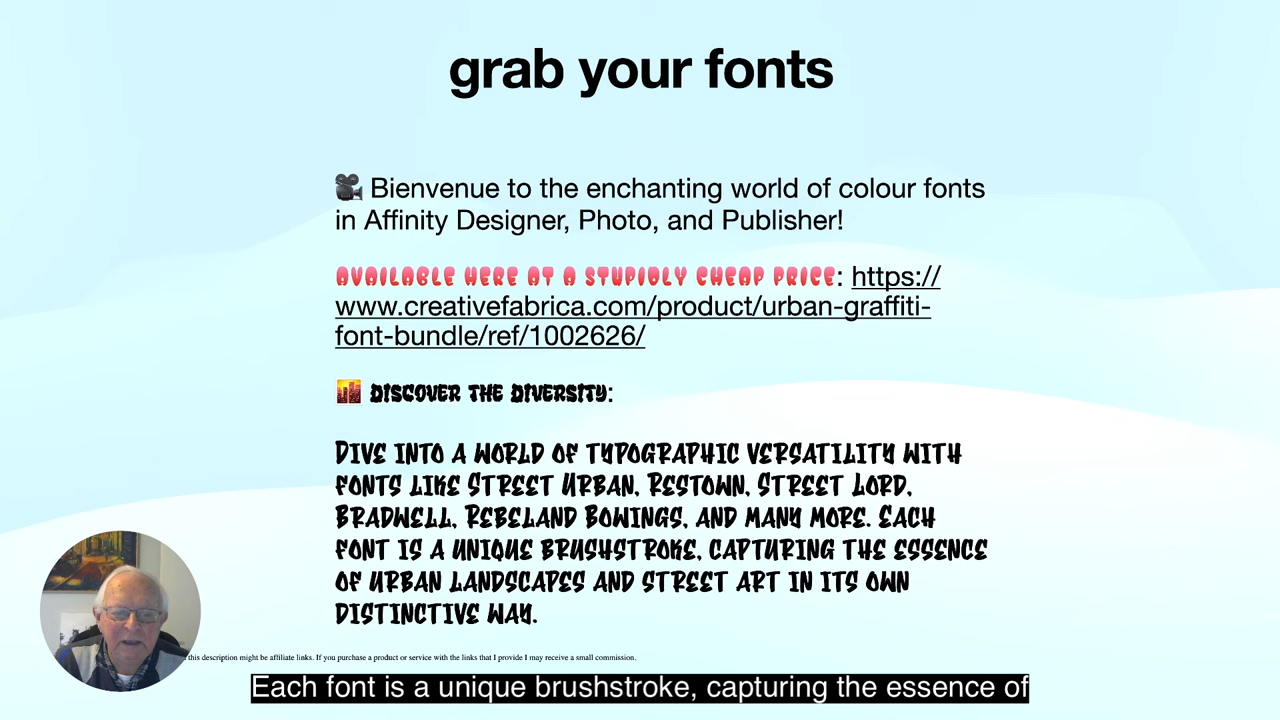 grab your fonts
🎥 Bienvenue to the enchanting world of colour fonts
in Affinity Designer, Photo, and Publisher!
AVAILABLE HERE AT A STUPIDLY CHEAP PRICE: https://
www.creativefabrica.com/product/urban-graffiti-
font-bundle/ref/1002626/
🌇 DISCOVER THE DIVERSITY:
DIVE INTO A WORLD OF TYPOGRAPHIC VERSATILITY WITH
FONTS LIKE STREET URBAN, RESTOWN, STREET LORD,
BRADWELL, REBELAND BOWINGS, AND MANY MORE. EACH
FONT IS A UNIQUE BRUSHSTROKE, CAPTURING THE ESSENCE
OF URBAN LANDSCAPES AND STREET ART IN ITS OWN
DISTINCTIVE WAY.
this description might be affiliate links. If you purchase a product or service with the links that I provide I may receive a small commission.
Each font is a unique brushstroke, capturing the essence of